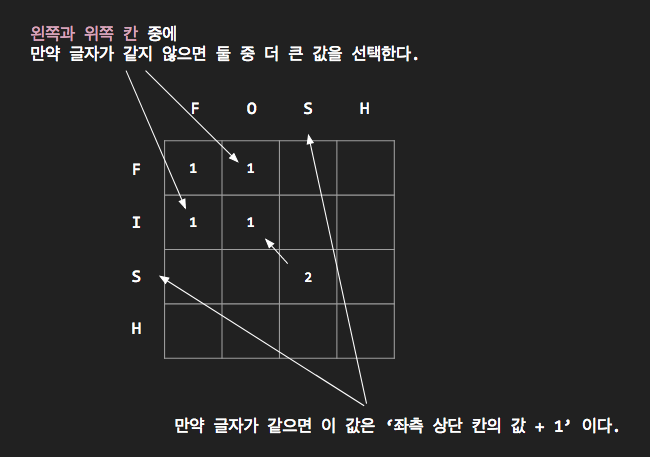 왼쪽과 위쪽 칸 중에
만약 글자가 같지 않으면 둘 중 더 큰 값을 선택한다.
F O S H
F 1 1
I 1 1
S 2
H
만약 글자가 같으면 이 값은 ‘좌측 상단 칸의 값 + 1’ 이다.